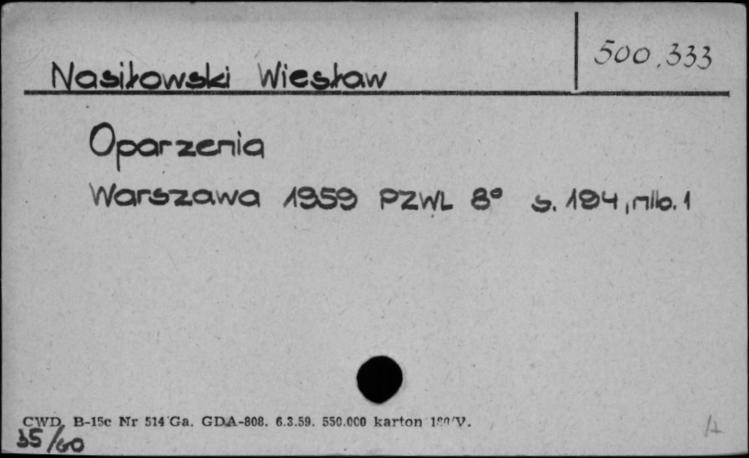 500.333
Nasiłowski Wiesław
Oparzenia
Warszawa 1959 PZWL 8° s. 194, nlb. 1
CWD, B-15c Nr 514 Ga. GDA-808. 6.3.59. 550.000 karton
35/60